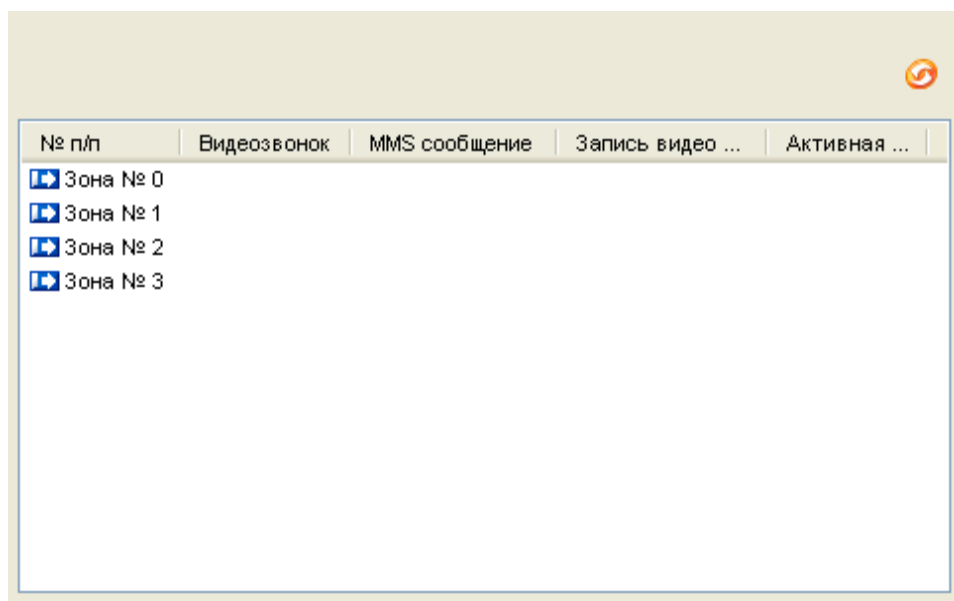 № п/п Видеозвонок MMS сообщение Запись видео ... Активная ...
Зона № 0
Зона № 1
Зона № 2
Зона № 3